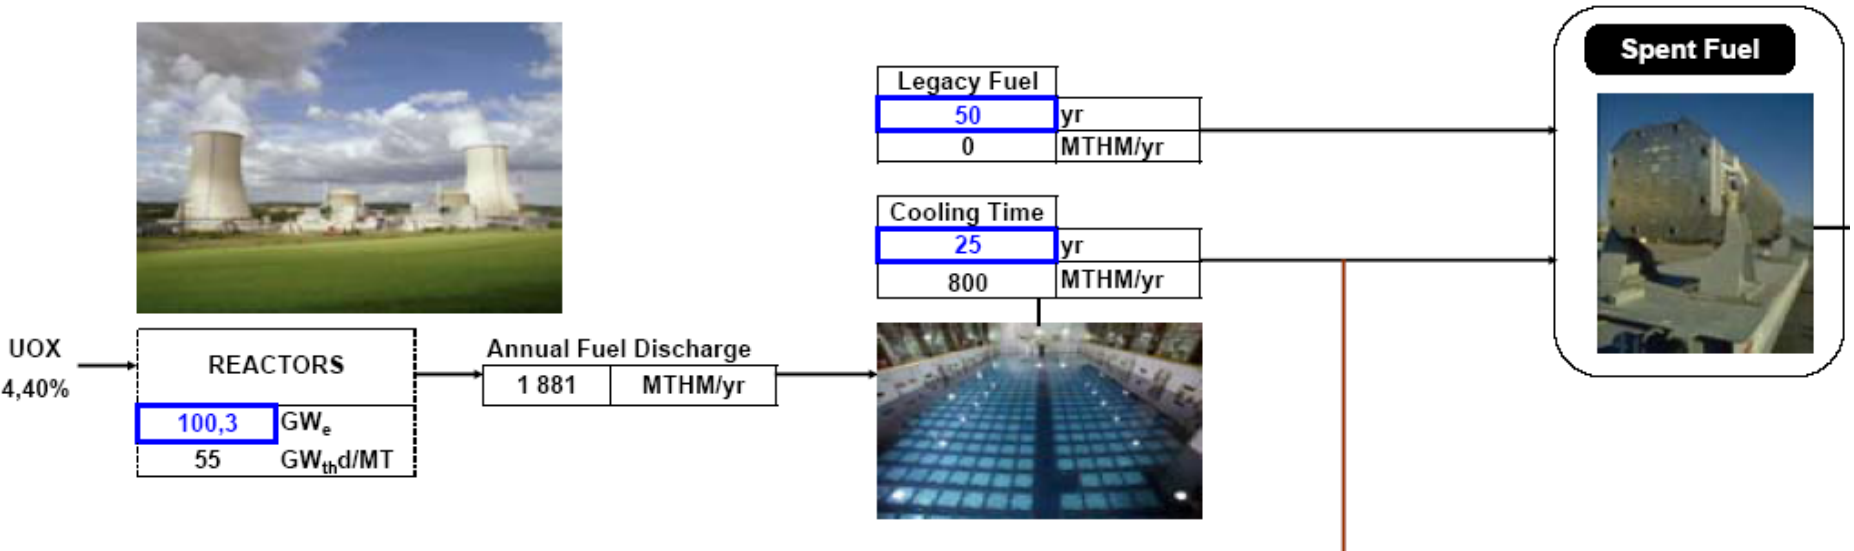 Spent Fuel
Legacy Fuel
50 yr
0 MTHM/yr
Cooling Time
25 yr
800 MTHM/yr
UOX
4,40%
REACTORS
100,3 GWe
55 GWthd/MT
Annual Fuel Discharge
1 881 MTHM/yr